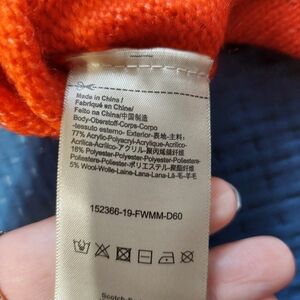 Made in China /
Fabriqué en China/
Feito na China/中国制造
Body-Oberstoff-Corps-Corpo
-tessuto esterno- Exterior-表地-主料:
77% Acrylic-Polyacryl-Acrylique-Acrilico-
Acrílica-Acrílico-アクリル-聚丙烯腈纤维
18% Polyester-Polyester-Polyester-Poliestere-
Poliéster-Poliester-ポリエステル-聚酯纤维
5% Wool-Wolle-Laine-Lana-Lana-Lã-毛-羊毛
152366-19-FWMM-D60